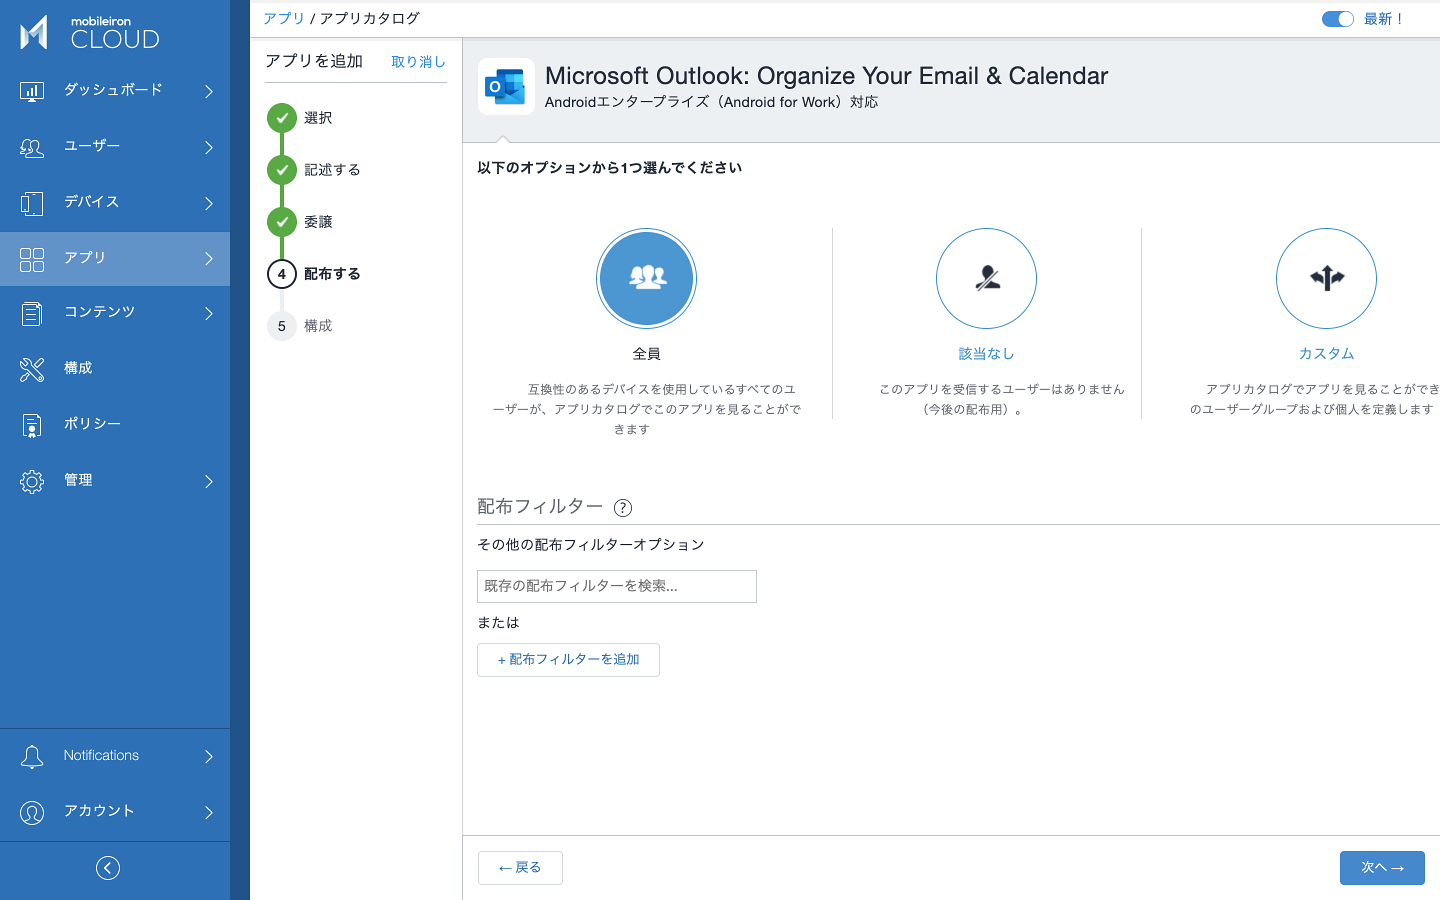 mobileiron
CLOUD
ダッシュボード
ユーザー
デバイス
アプリ
コンテンツ
構成
ポリシー
管理
Notifications
アカウント
アプリ / アプリカタログ
最新！
アプリを追加 取り消し
選択
記述する
委譲
4 配布する
5 構成
Microsoft Outlook: Organize Your Email & Calendar
Androidエンタープライズ（Android for Work）対応
以下のオプションから1つ選んでください
全員
互換性のあるデバイスを使用しているすべてのユ
ーザーが、アプリカタログでこのアプリを見ることがで
きます
該当なし
このアプリを受信するユーザーはありません
（今後の配布用）。
カスタム
アプリカタログでアプリを見ることができ
のユーザーグループおよび個人を定義します
配布フィルター ?
その他の配布フィルターオプション
既存の配布フィルターを検索...
または
+ 配布フィルターを追加
← 戻る
次へ →